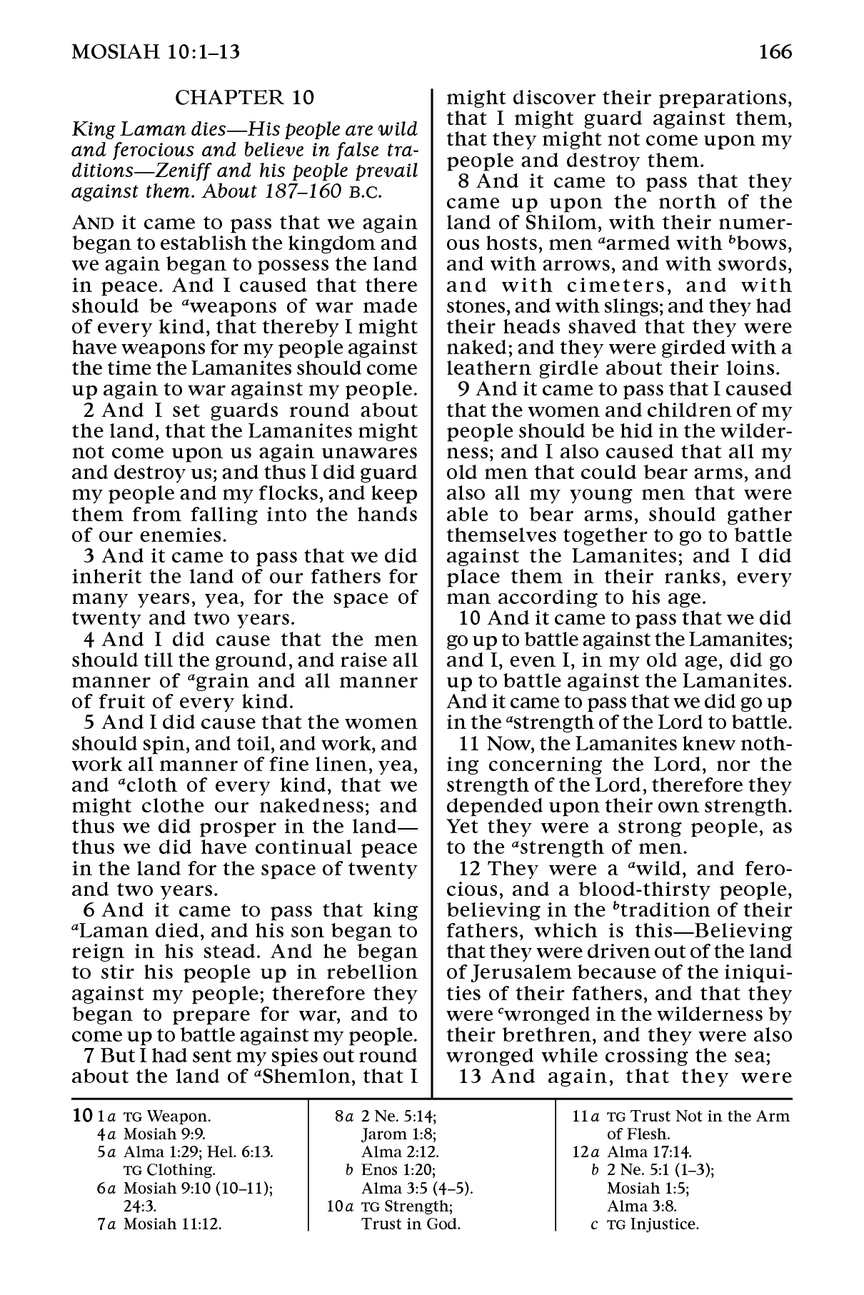 MOSIAH 10:1–13
166
CHAPTER 10
King Laman dies—His people are wild
and ferocious and believe in false tra-
ditions—Zeniff and his people prevail
against them. About 187–160 B.C.
AND it came to pass that we again
began to establish the kingdom and
we again began to possess the land
in peace. And I caused that there
should be aweapons of war made
of every kind, that thereby I might
have weapons for my people against
the time the Lamanites should come
up again to war against my people.
2 And I set guards round about
the land, that the Lamanites might
not come upon us again unawares
and destroy us; and thus I did guard
my people and my flocks, and keep
them from falling into the hands
of our enemies.
3 And it came to pass that we did
inherit the land of our fathers for
many years, yea, for the space of
twenty and two years.
4 And I did cause that the men
should till the ground, and raise all
manner of agrain and all manner
of fruit of every kind.
5 And I did cause that the women
should spin, and toil, and work, and
work all manner of fine linen, yea,
and acloth of every kind, that we
might clothe our nakedness; and
thus we did prosper in the land—
thus we did have continual peace
in the land for the space of twenty
and two years.
6 And it came to pass that king
aLaman died, and his son began to
reign in his stead. And he began
to stir his people up in rebellion
against my people; therefore they
began to prepare for war, and to
come up to battle against my people.
7 But I had sent my spies out round
about the land of aShemlon, that I
might discover their preparations,
that I might guard against them,
that they might not come upon my
people and destroy them.
8 And it came to pass that they
came up upon the north of the
land of Shilom, with their numer-
ous hosts, men aarmed with bbows,
and with arrows, and with swords,
and with cimeters, and with
stones, and with slings; and they had
their heads shaved that they were
naked; and they were girded with a
leathern girdle about their loins.
9 And it came to pass that I caused
that the women and children of my
people should be hid in the wilder-
ness; and I also caused that all my
old men that could bear arms, and
also all my young men that were
able to bear arms, should gather
themselves together to go to battle
against the Lamanites; and I did
place them in their ranks, every
man according to his age.
10 And it came to pass that we did
go up to battle against the Lamanites;
and I, even I, in my old age, did go
up to battle against the Lamanites.
And it came to pass that we did go up
in the astrength of the Lord to battle.
11 Now, the Lamanites knew noth-
ing concerning the Lord, nor the
strength of the Lord, therefore they
depended upon their own strength.
Yet they were a strong people, as
to the astrength of men.
12 They were a awild, and fero-
cious, and a blood-thirsty people,
believing in the btradition of their
fathers, which is this—Believing
that they were driven out of the land
of Jerusalem because of the iniqui-
ties of their fathers, and that they
were cwronged in the wilderness by
their brethren, and they were also
wronged while crossing the sea;
13 And again, that they were
10 1a TG Weapon.
4a Mosiah 9:9.
5a Alma 1:29; Hel. 6:13.
TG Clothing.
6a Mosiah 9:10 (10–11);
24:3.
7a Mosiah 11:12.
8a 2 Ne. 5:14;
Jarom 1:8;
Alma 2:12.
b Enos 1:20;
Alma 3:5 (4–5).
10a TG Strength;
Trust in God.
11a TG Trust Not in the Arm
of Flesh.
12a Alma 17:14.
b 2 Ne. 5:1 (1–3);
Mosiah 1:5;
Alma 3:8.
c TG Injustice.